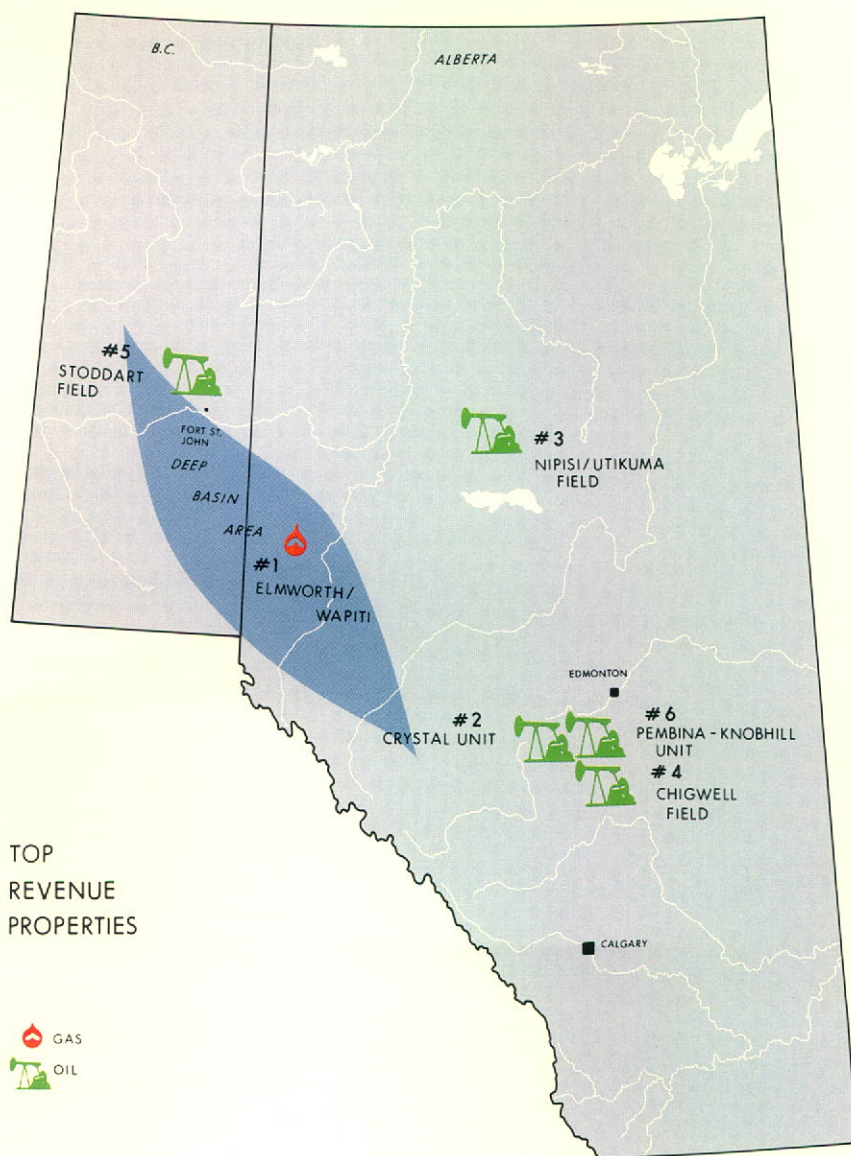 B.C.
ALBERTA
#5
STODDART
FIELD
FORT ST.
JOHN
DEEP
BASIN
AREA
#1
ELMWORTH/
WAPITI
#3
NIPISI/UTIKUMA
FIELD
EDMONTON
#2
CRYSTAL UNIT
#6
PEMBINA-KNOBHILL
UNIT
#4
CHIGWELL
FIELD
CALGARY
TOP
REVENUE
PROPERTIES
GAS
OIL